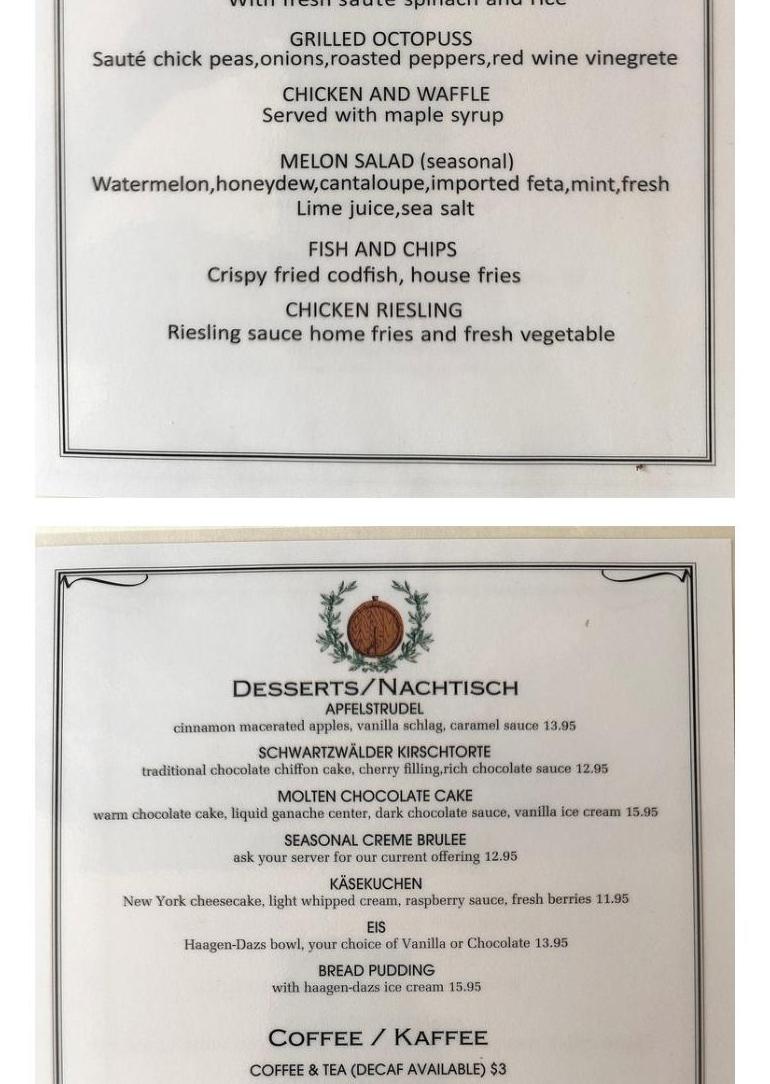 With fresh saute spinach and rice
GRILLED OCTOPUSS
Sauté chick peas,onions,roasted peppers,red wine vinegrete
CHICKEN AND WAFFLE
Served with maple syrup
MELON SALAD (seasonal)
Watermelon,honeydew,cantaloupe,imported feta,mint,fresh
Lime juice,sea salt
FISH AND CHIPS
Crispy fried codfish, house fries
CHICKEN RIESLING
Riesling sauce home fries and fresh vegetable
DESSERTS/NACHTISCH
APFELSTRUDEL
cinnamon macerated apples, vanilla schlag, caramel sauce 13.95
SCHWARTZWÄLDER KIRSCHTORTE
traditional chocolate chiffon cake, cherry filling,rich chocolate sauce 12.95
MOLTEN CHOCOLATE CAKE
warm chocolate cake, liquid ganache center, dark chocolate sauce, vanilla ice cream 15.95
SEASONAL CREME BRULEE
ask your server for our current offering 12.95
KÄSEKUCHEN
New York cheesecake, light whipped cream, raspberry sauce, fresh berries 11.95
EIS
Haagen-Dazs bowl, your choice of Vanilla or Chocolate 13.95
BREAD PUDDING
with haagen-dazs ice cream 15.95
COFFEE / KAFFEE
COFFEE & TEA (DECAF AVAILABLE) $3